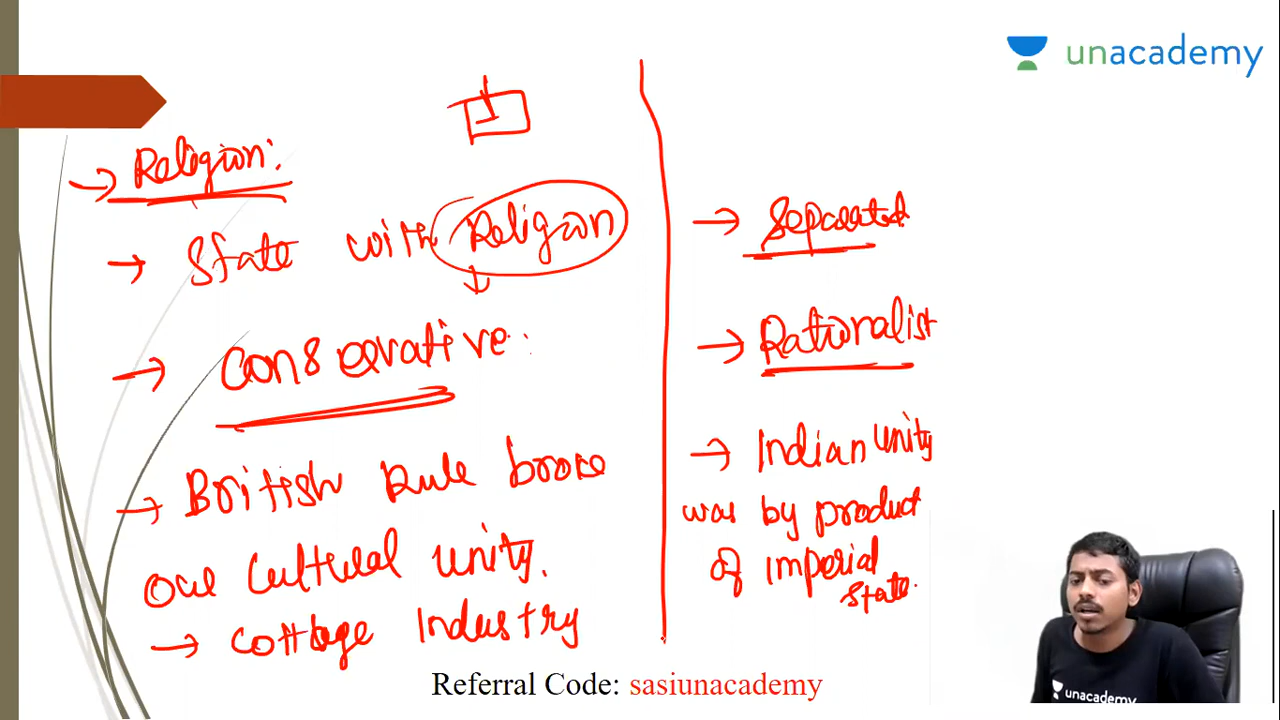 unacademy
→ Religion:
→ State with Religion
→ Conservative:
→ British Rule broke
our Cultural unity.
→ Cottage Industry
→ Separated
→ Rationalist
→ Indian unity
was by product
of imperial
state.
unacademy
Referral Code: sasiunacademy